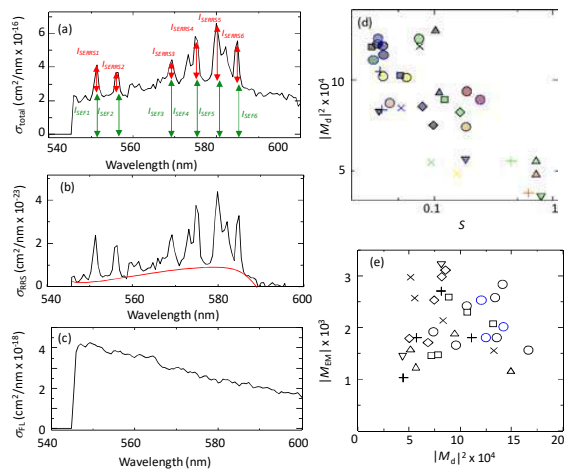 (a)
I_SERRS1
I_SERRS2
I_SERRS3
I_SERRS4
I_SERRS5
I_SERRS6
I_SEF1
I_SEF2
I_SEF3
I_SEF4
I_SEF5
I_SEF6
σ_total (cm²/nm x 10⁻¹⁶)
6
4
2
0
540
560
580
600
Wavelength (nm)
(b)
σ_RRS (cm²/nm x 10⁻²³)
4
2
0
540
560
580
600
Wavelength (nm)
(c)
σ_FL (cm²/nm x 10⁻¹⁸)
4
2
0
540
560
580
600
Wavelength (nm)
(d)
|M_d|² x 10⁴
10
5
0.1
1
S
(e)
|M_EM| x 10³
3
2
1
0
5
10
15
20
|M_d|² x 10⁴